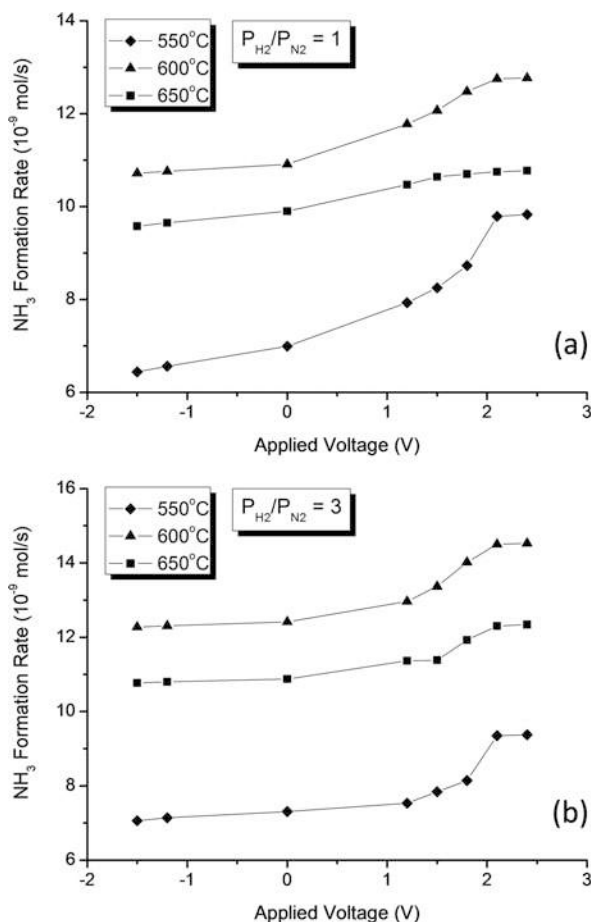 14
12
10
8
6
-2
-1
0
1
2
3
NH₃ Formation Rate (10⁻⁹ mol/s)
Applied Voltage (V)
550°C
600°C
650°C
P_H2/P_N2 = 1
(a)
16
14
12
10
8
6
-2
-1
0
1
2
3
NH₃ Formation Rate (10⁻⁹ mol/s)
Applied Voltage (V)
550°C
600°C
650°C
P_H2/P_N2 = 3
(b)